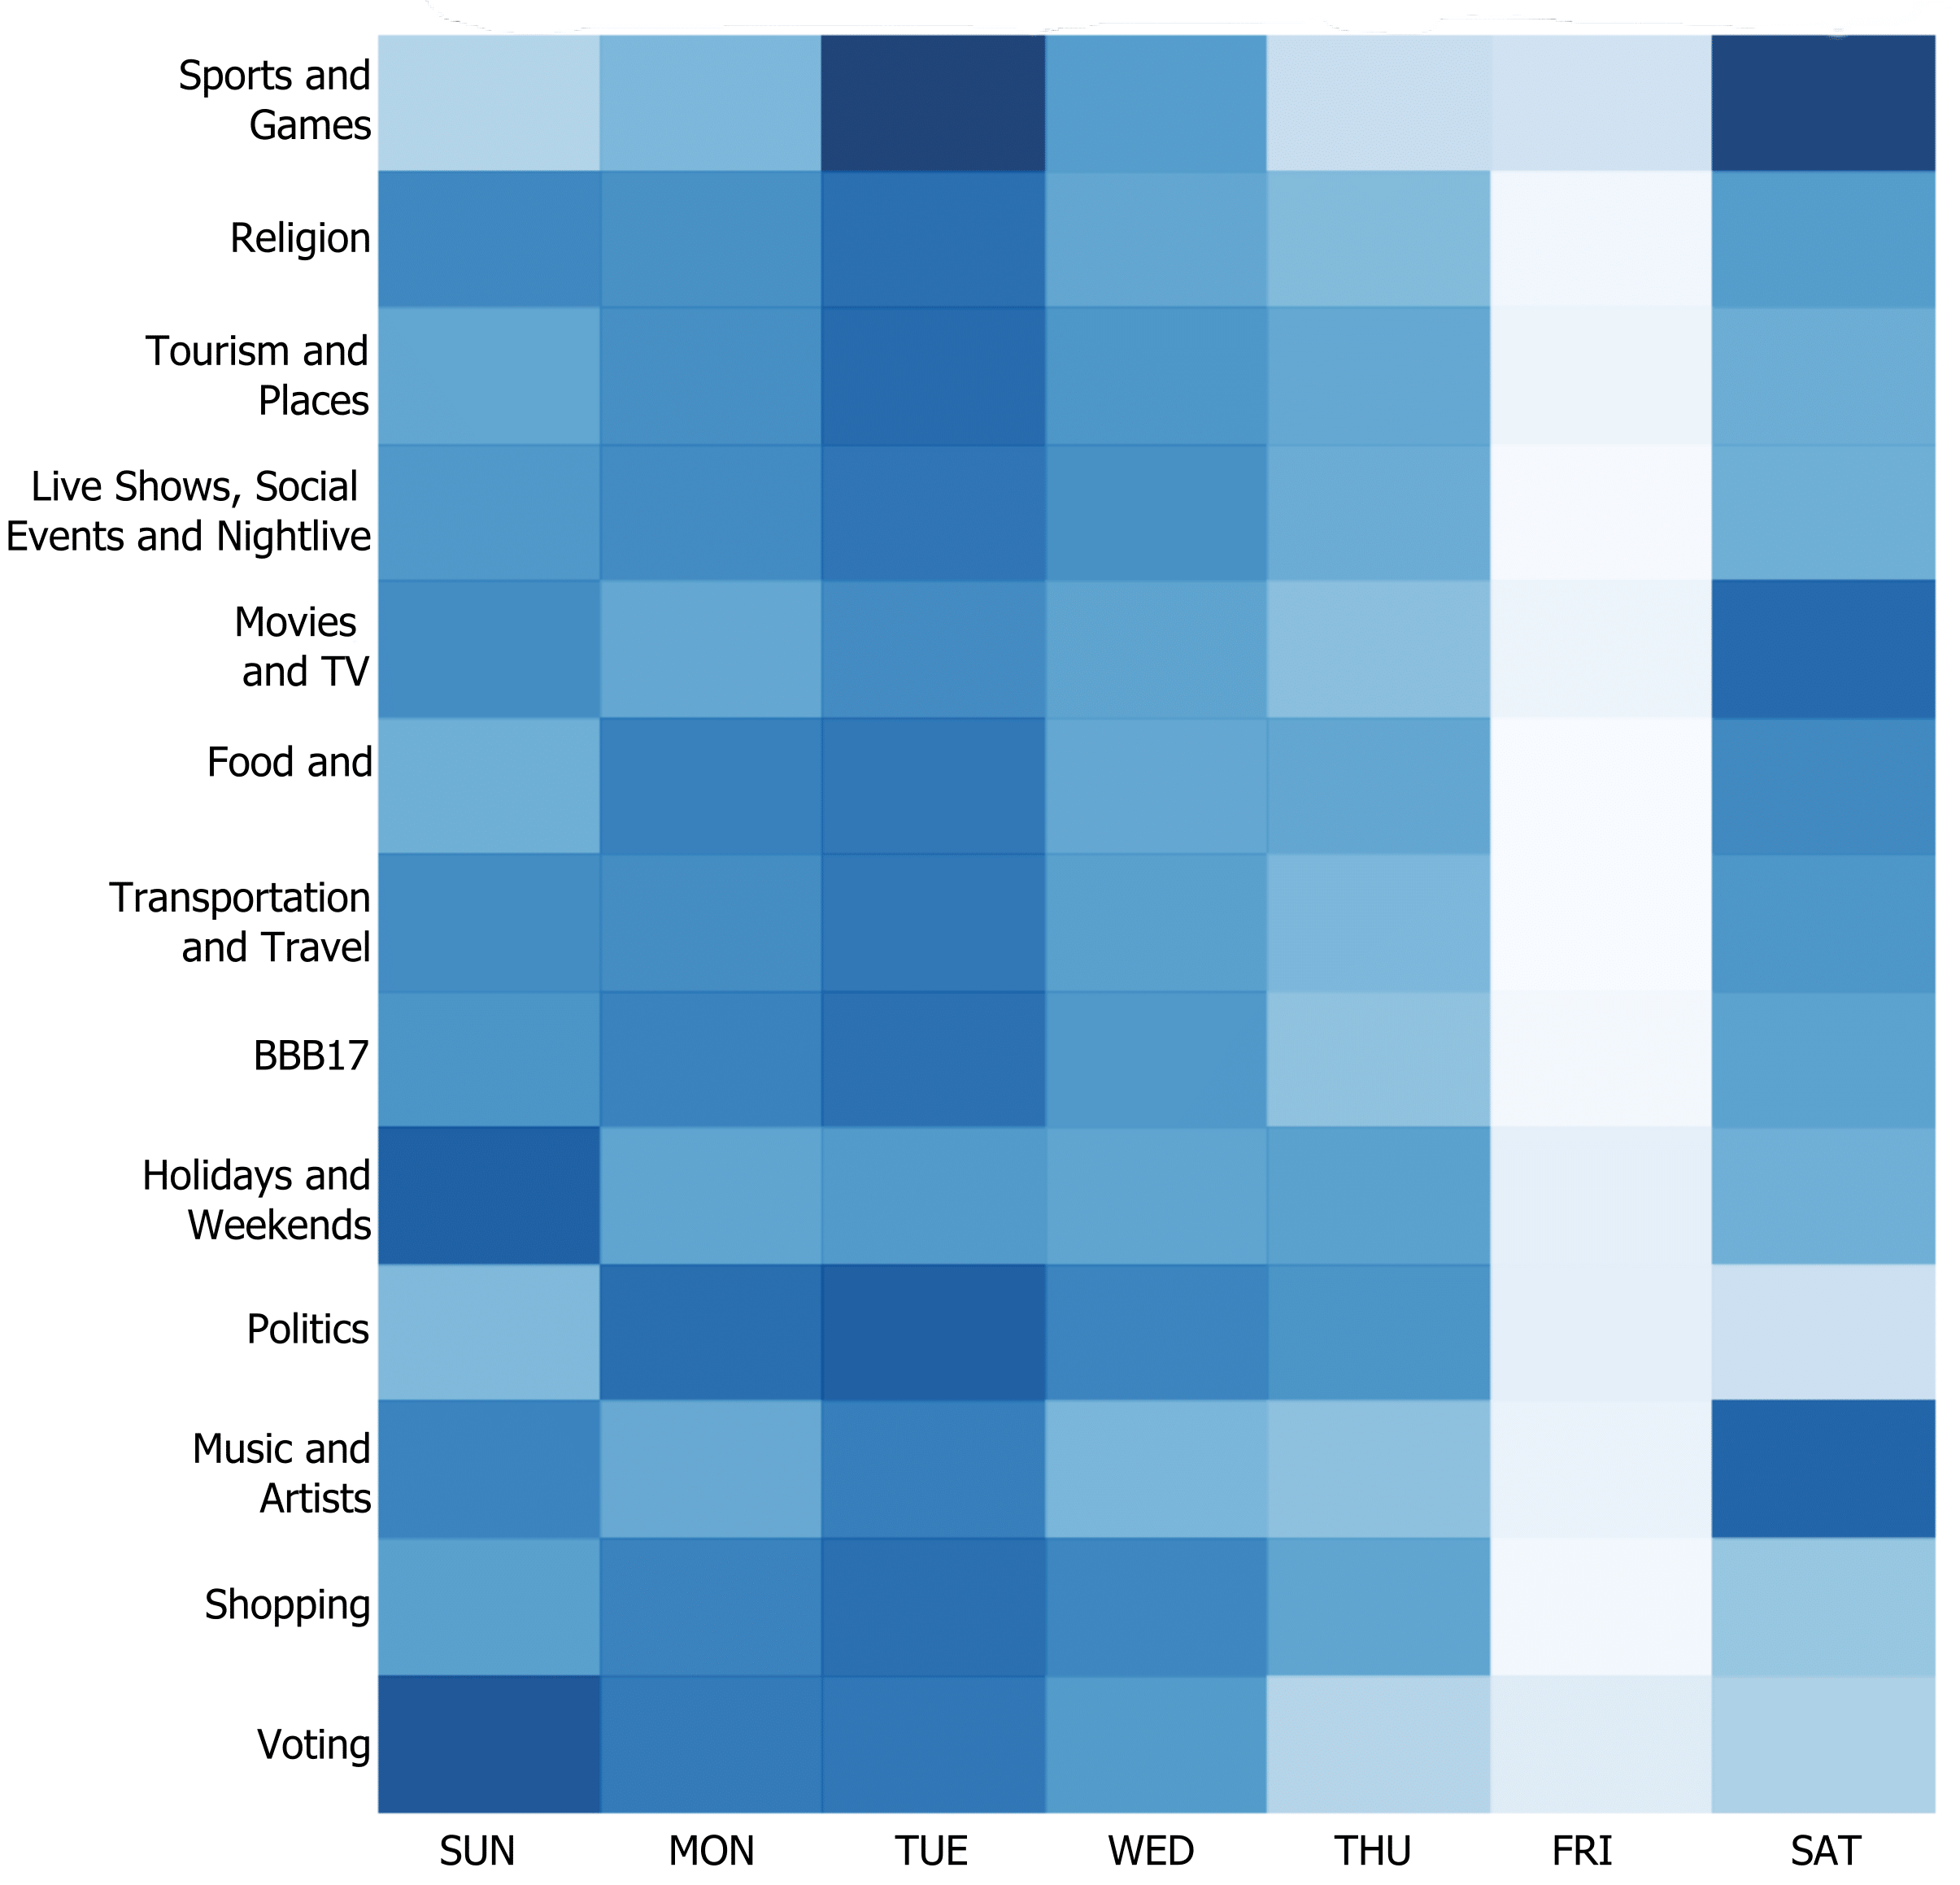 Sports and
Games
Religion
Tourism and
Places
Live Shows, Social
Events and Nightlive
Movies
and TV
Food and
Transportation
and Travel
BBB17
Holidays and
Weekends
Politics
Music and
Artists
Shopping
Voting
SUN MON TUE WED THU FRI SAT